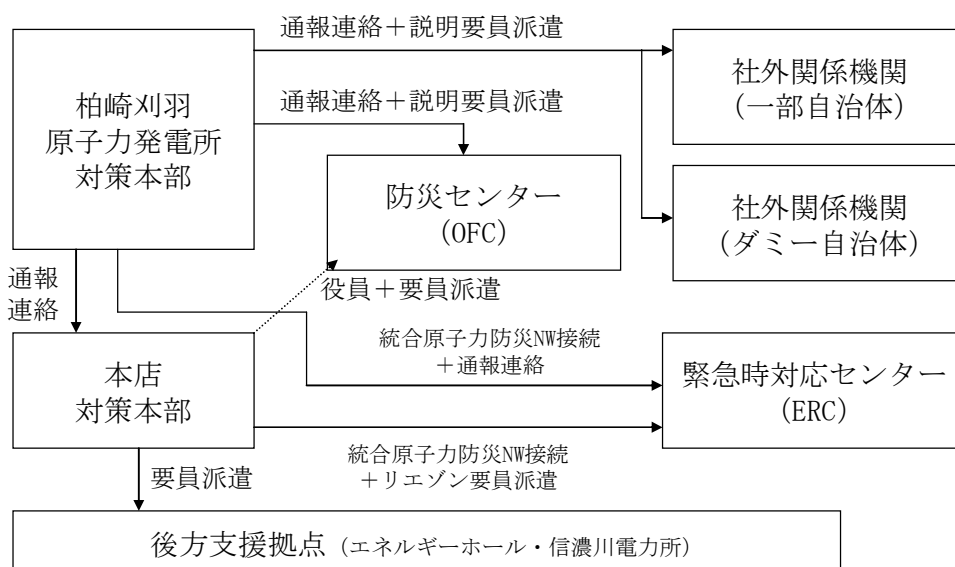 通報連絡＋説明要員派遣
柏崎刈羽
原子力発電所
対策本部
社外関係機関
(一部自治体)
通報連絡＋説明要員派遣
防災センター
(OFC)
社外関係機関
(ダミー自治体)
通報
連絡
役員＋要員派遣
本店
対策本部
統合原子力防災NW接続
＋通報連絡
緊急時対応センター
(ERC)
統合原子力防災NW接続
＋リエゾン要員派遣
要員派遣
後方支援拠点（エネルギーホール・信濃川電力所）